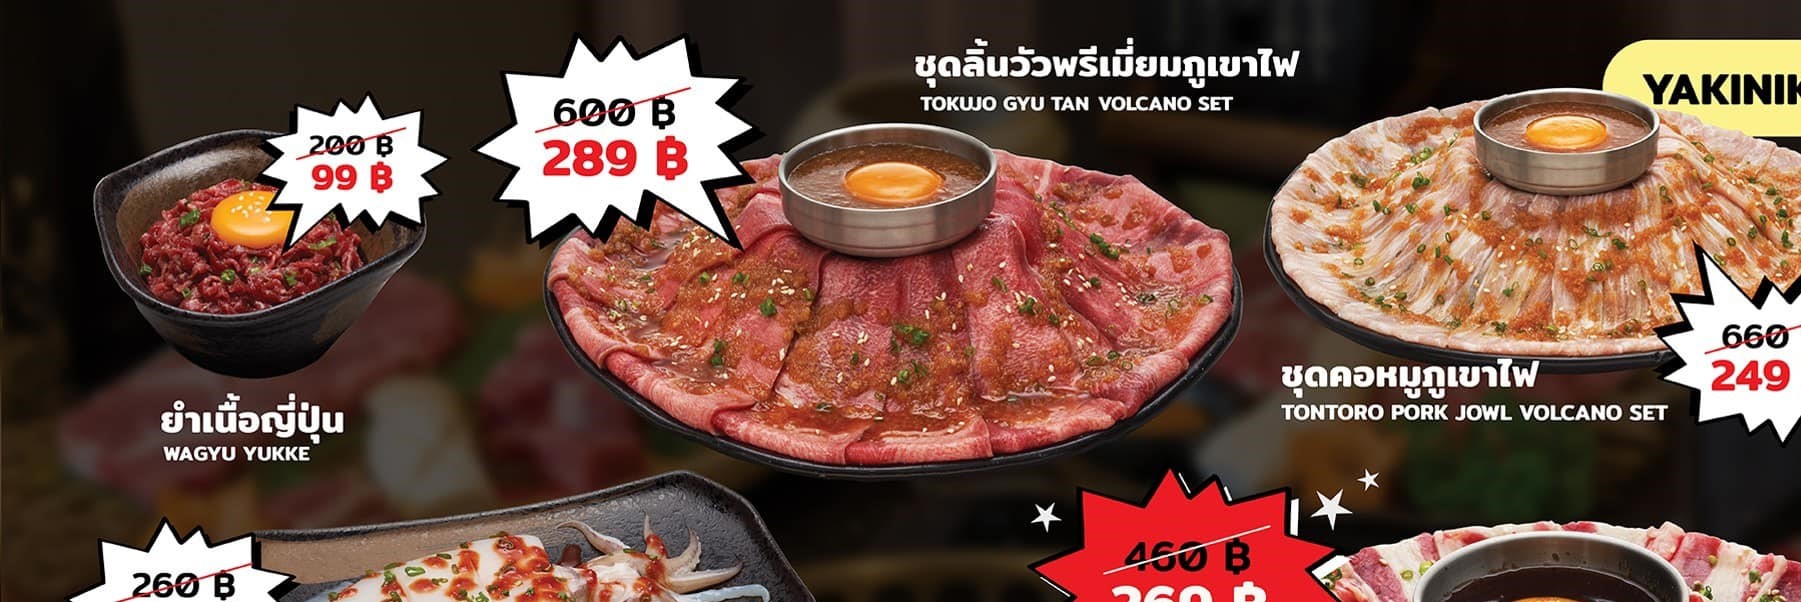 600 ฿
289 ฿
200 ฿
99 ฿
ชุดลิ้นวัวพรีเมี่ยมภูเขาไฟ
TOKUJO GYU TAN VOLCANO SET
ยำเนื้อญี่ปุ่น
WAGYU YUKKE
660
249
ชุดคอหมูภูเขาไฟ
TONTORO PORK JOWL VOLCANO SET
260 ฿
460 ฿
269 ฿